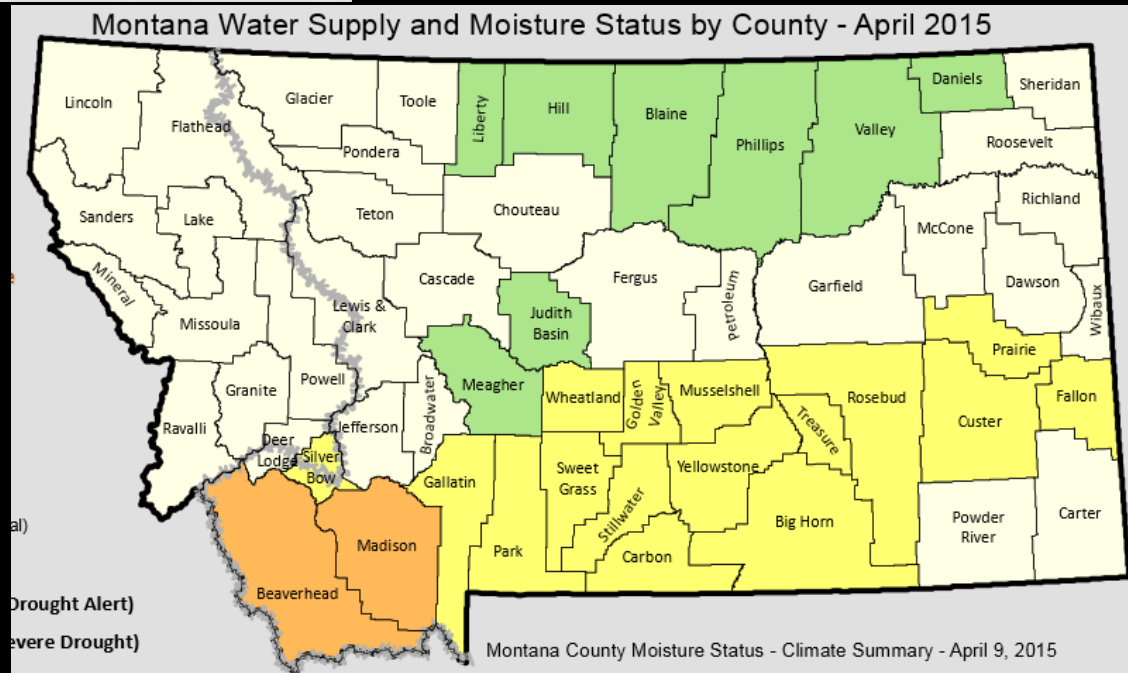 Montana Water Supply and Moisture Status by County - April 2015
Lincoln
Flathead
Glacier
Toole
Liberty
Hill
Blaine
Phillips
Valley
Daniels
Sheridan
Roosevelt
Pondera
Sanders
Lake
Teton
Chouteau
McCone
Richland
Mineral
Missoula
Lewis &
Clark
Cascade
Judith
Basin
Fergus
Petroleum
Garfield
Dawson
Wibaux
Prairie
Ravalli
Granite
Powell
Deer
Lodge
Silver
Bow
Jefferson
Broadwater
Meagher
Wheatland
Golden
Valley
Musselshell
Treasure
Rosebud
Custer
Fallon
Gallatin
Park
Sweet
Grass
Stillwater
Yellowstone
Carbon
Big Horn
Powder
River
Carter
Beaverhead
Madison
al)
Drought Alert)
evere Drought)
Montana County Moisture Status - Climate Summary - April 9, 2015